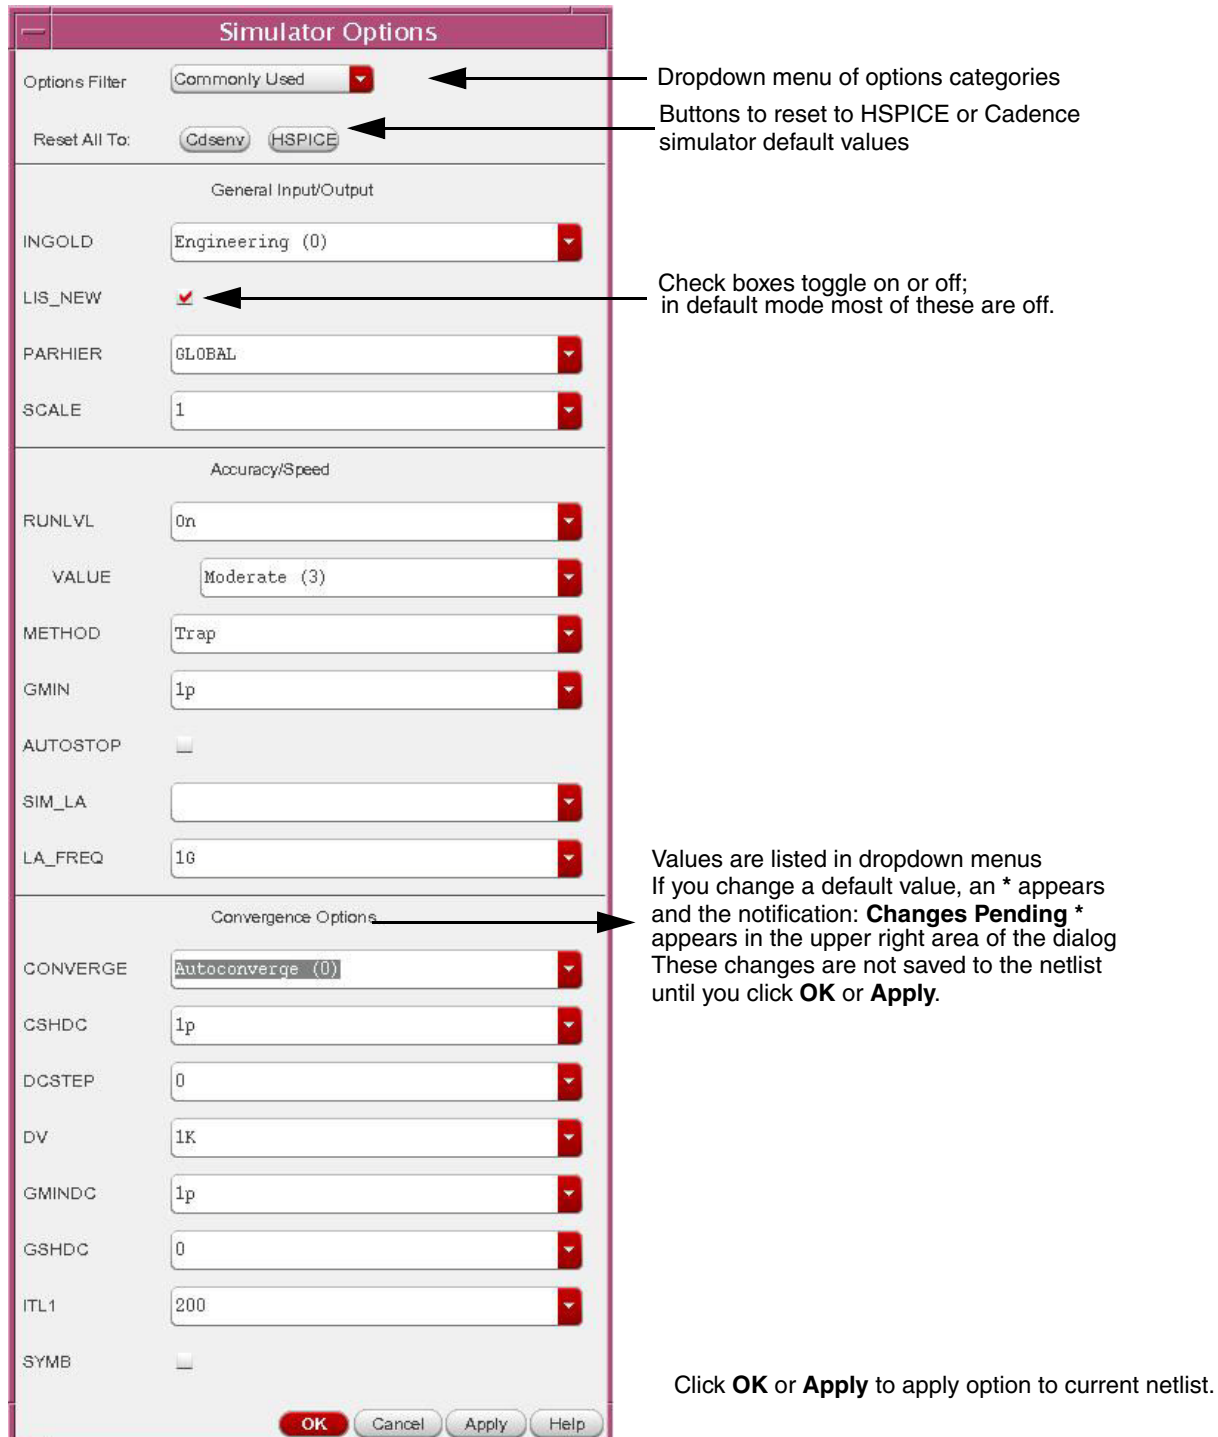 Simulator Options
Options Filter Commonly Used
Dropdown menu of options categories
Reset All To: Cdsenv HSPICE
Buttons to reset to HSPICE or Cadence
simulator default values
General Input/Output
INGOLD Engineering (0)
LIS_NEW
Check boxes toggle on or off;
in default mode most of these are off.
PARHIER GLOBAL
SCALE 1
Accuracy/Speed
RUNLVL On
VALUE Moderate (3)
METHOD Trap
GMIN 1p
AUTOSTOP
SIM_LA
LA_FREQ 1G
Values are listed in dropdown menus
If you change a default value, an * appears
and the notification: Changes Pending *
appears in the upper right area of the dialog
These changes are not saved to the netlist
until you click OK or Apply.
Convergence Options
CONVERGE Autoconverge (0)
CSHDC 1p
DCSTEP 0
DV 1K
GMINDC 1p
GSHDC 0
ITL1 200
SYMB
Click OK or Apply to apply option to current netlist.
OK Cancel Apply Help